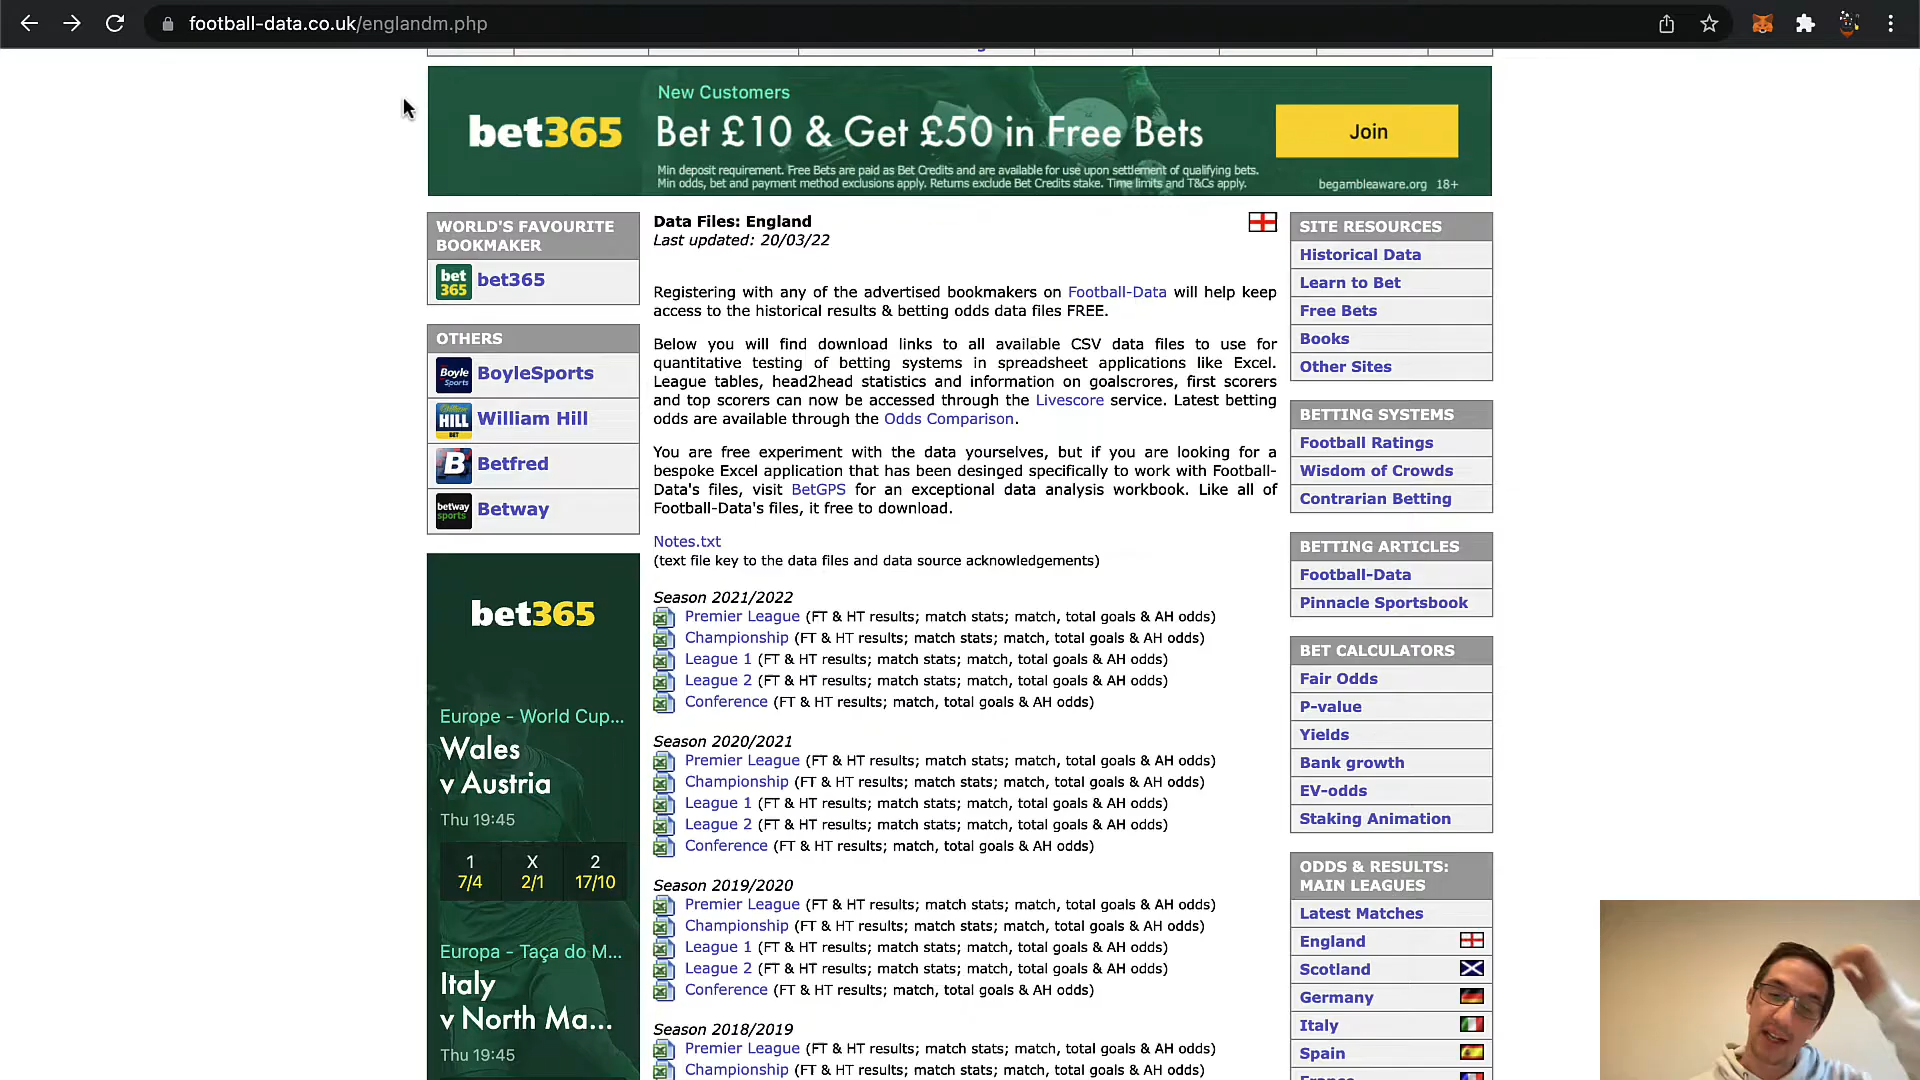 football-data.co.uk/englandm.php
New Customers
bet365
Bet £10 & Get £50 in Free Bets
Join
Min deposit requirement. Free Bets are paid as Bet Credits and are available for use upon settlement of qualifying bets.
Min odds, bet and payment method exclusions apply. Returns exclude Bet Credits stake. Time limits and T&Cs apply.
begambleaware.org 18+
WORLD'S FAVOURITE
BOOKMAKER
bet
365
bet365
OTHERS
Boyle
Sports
BoyleSports
William
HILL
BET
William Hill
B
Betfred
betway
sports
Betway
bet365
Europe - World Cup...
Wales
v Austria
Thu 19:45
1 X 2
7/4 2/1 17/10
Europa - Taça do M...
Italy
v North Ma...
Thu 19:45
Data Files: England
Last updated: 20/03/22
Registering with any of the advertised bookmakers on Football-Data will help keep
access to the historical results & betting odds data files FREE.
Below you will find download links to all available CSV data files to use for
quantitative testing of betting systems in spreadsheet applications like Excel.
League tables, head2head statistics and information on goalscores, first scorers
and top scorers can now be accessed through the Livescore service. Latest betting
odds are available through the Odds Comparison.
You are free experiment with the data yourselves, but if you are looking for a
bespoke Excel application that has been desinged specifically to work with Football-
Data's files, visit BetGPS for an exceptional data analysis workbook. Like all of
Football-Data's files, it free to download.
Notes.txt
(text file key to the data files and data source acknowledgements)
Season 2021/2022
Premier League (FT & HT results; match stats; match, total goals & AH odds)
Championship (FT & HT results; match stats; match, total goals & AH odds)
League 1 (FT & HT results; match stats; match, total goals & AH odds)
League 2 (FT & HT results; match stats; match, total goals & AH odds)
Conference (FT & HT results; match, total goals & AH odds)
Season 2020/2021
Premier League (FT & HT results; match stats; match, total goals & AH odds)
Championship (FT & HT results; match stats; match, total goals & AH odds)
League 1 (FT & HT results; match stats; match, total goals & AH odds)
League 2 (FT & HT results; match stats; match, total goals & AH odds)
Conference (FT & HT results; match, total goals & AH odds)
Season 2019/2020
Premier League (FT & HT results; match stats; match, total goals & AH odds)
Championship (FT & HT results; match stats; match, total goals & AH odds)
League 1 (FT & HT results; match stats; match, total goals & AH odds)
League 2 (FT & HT results; match stats; match, total goals & AH odds)
Conference (FT & HT results; match, total goals & AH odds)
Season 2018/2019
Premier League (FT & HT results; match stats; match, total goals & AH odds)
Championship (FT & HT results; match stats; match, total goals & AH odds)
SITE RESOURCES
Historical Data
Learn to Bet
Free Bets
Books
Other Sites
BETTING SYSTEMS
Football Ratings
Wisdom of Crowds
Contrarian Betting
BETTING ARTICLES
Football-Data
Pinnacle Sportsbook
BET CALCULATORS
Fair Odds
P-value
Yields
Bank growth
EV-odds
Staking Animation
ODDS & RESULTS:
MAIN LEAGUES
Latest Matches
England
Scotland
Germany
Italy
Spain